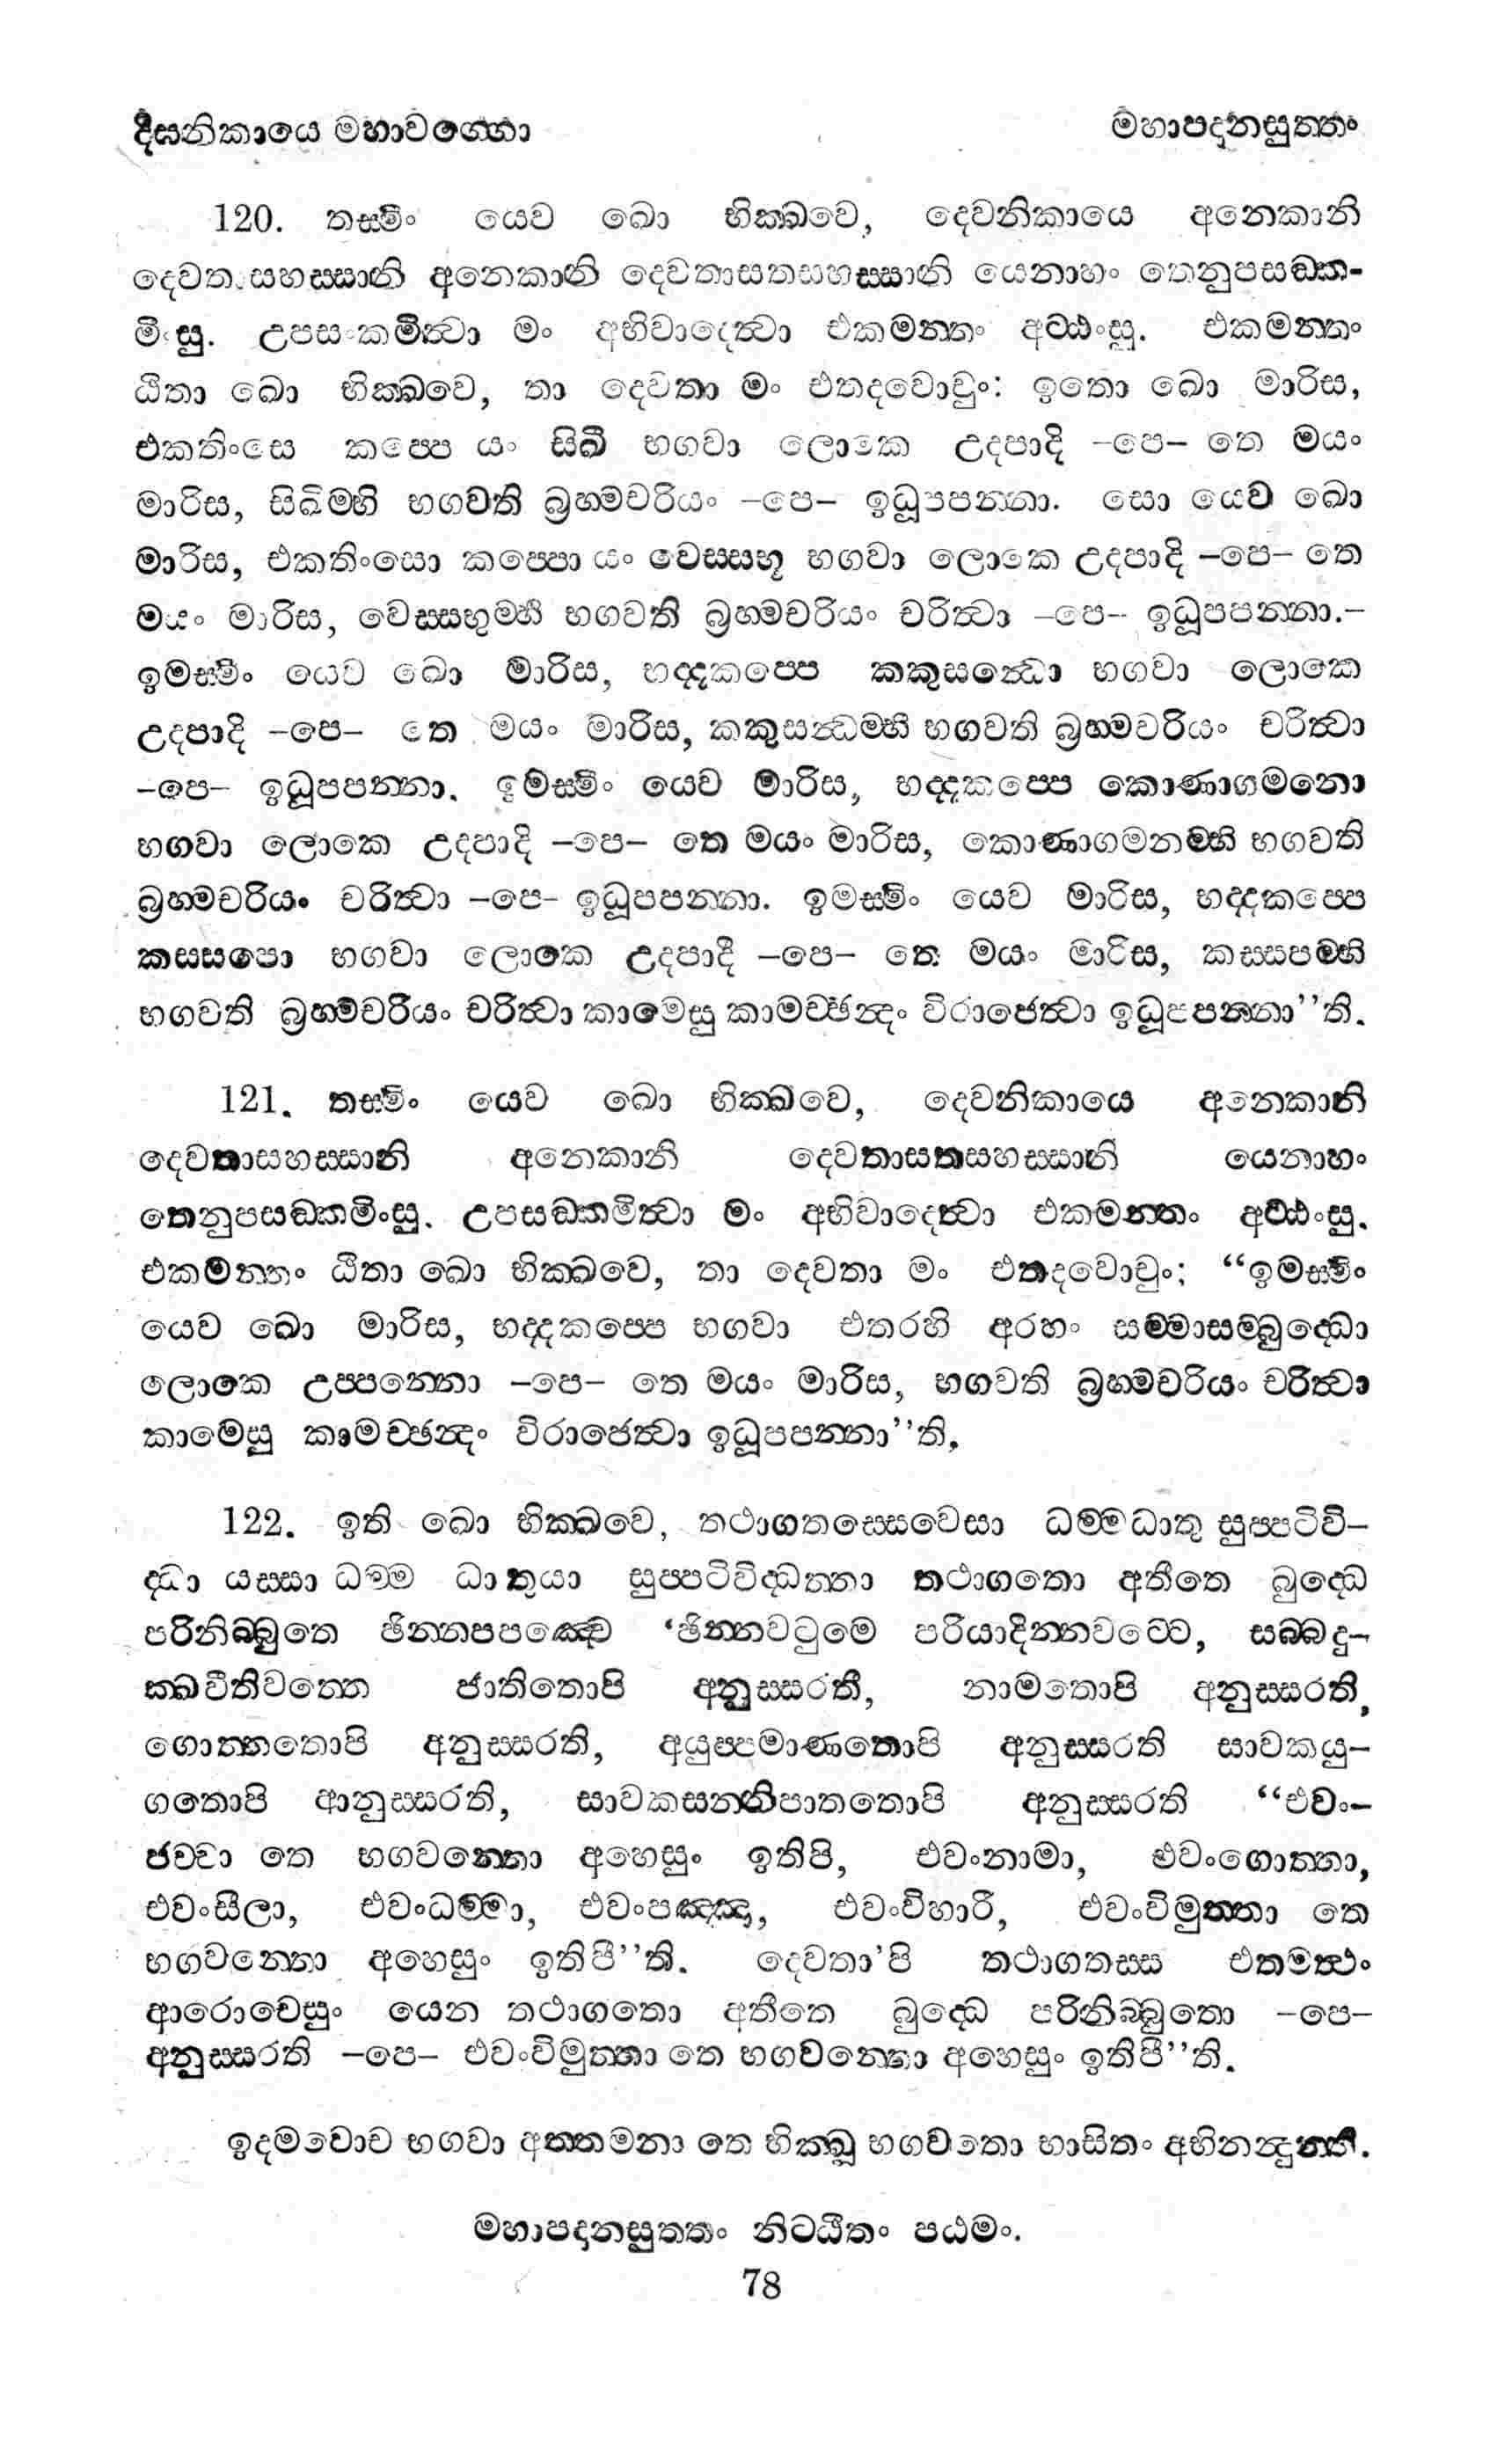 දීඝනිකායෙ මහාවග්ගො මහාපදානසුත්තං
120. තස්මිං යෙව ඛො භික්ඛවෙ, දෙවනිකායෙ අනෙකානි
දෙවතාසහස්සානි අනෙකානි දෙවතාසතසහස්සානි යෙනාහං තෙනුපසඞ්ක-
මිංසු. උපසංකමිත්වා මං අභිවාදෙත්වා එකමන්තං අට්ඨංසු. එකමන්තං
ඨිතා ඛො භික්ඛවෙ, තා දෙවතා මං එතදවොචුං: ඉතො ඛො මාරිස,
එකතිංසෙ කප්පෙ යං සිඛී භගවා ලොකෙ උදපාදි –පෙ– තෙ මයං
මාරිස, සිඛිම්හි භගවති බ්‍රහ්මචරියං –පෙ– ඉධූපපන්නා. සො යෙව ඛො
මාරිස, එකතිංසො කප්පො යං වෙස්සභූ භගවා ලොකෙ උදපාදි –පෙ– තෙ
මයං මාරිස, වෙස්සභුම්හි භගවති බ්‍රහ්මචරියං චරිත්වා –පෙ– ඉධූපපන්නා.–
ඉමස්මිං යෙව ඛො මාරිස, භද්දකප්පෙ කකුසන්ධො භගවා ලොකෙ
උදපාදි –පෙ– තෙ මයං මාරිස, කකුසන්ධම්හි භගවති බ්‍රහ්මචරියං චරිත්වා
–පෙ– ඉධූපපන්නා. ඉමස්මිං යෙව මාරිස, භද්දකප්පෙ කොණාගමනො
භගවා ලොකෙ උදපාදි –පෙ– තෙ මයං මාරිස, කොණාගමනම්හි භගවති
බ්‍රහ්මචරියං චරිත්වා –පෙ– ඉධූපපන්නා. ඉමස්මිං යෙව මාරිස, භද්දකප්පෙ
කස්සපො භගවා ලොකෙ උදපාදි –පෙ– තෙ මයං මාරිස, කස්සපම්හි
භගවති බ්‍රහ්මචරියං චරිත්වා කාමෙසු කාමච්ඡන්දං විරාජෙත්වා ඉධූපපන්නා’’ති.
121. තස්මිං යෙව ඛො භික්ඛවෙ, දෙවනිකායෙ අනෙකානි
දෙවතාසහස්සානි අනෙකානි දෙවතාසතසහස්සානි යෙනාහං
තෙනුපසඞ්කමිංසු. උපසඞ්කමිත්වා මං අභිවාදෙත්වා එකමන්තං අට්ඨංසු.
එකමන්තං ඨිතා ඛො භික්ඛවෙ, තා දෙවතා මං එතදවොචුං; “ඉමස්මිං
යෙව ඛො මාරිස, භද්දකප්පෙ භගවා එතරහි අරහං සම්මාසම්බුද්ධො
ලොකෙ උප්පන්නො –පෙ– තෙ මයං මාරිස, භගවති බ්‍රහ්මචරියං චරිත්වා
කාමෙසු කාමච්ඡන්දං විරාජෙත්වා ඉධූපපන්නා’’ති.
122. ඉති ඛො භික්ඛවෙ, තථාගතස්සෙවෙසා ධම්මධාතු සුප්පටිවි–
ද්ධා යස්සා ධම්ම ධාතුයා සුප්පටිවිද්ධත්තා තථාගතො අතීතෙ බුද්ධෙ
පරිනිබ්බුතෙ ඡින්නපපඤ්චෙ ‘ඡින්නවටුමෙ පරියාදින්නවට්ටෙ, සබ්බදු–
ක්ඛවීතිවත්තෙ ජාතිතොපි අනුස්සරතී, නාමතොපි අනුස්සරති,
ගොත්තතොපි අනුස්සරති, අයුප්පමාණතොපි අනුස්සරති සාවකයු–
ගතොපි ආනුස්සරති, සාවකසන්නිපාතතොපි අනුස්සරති “එවං–
ජච්චා තෙ භගවන්තො අහෙසුං ඉතිපි, එවංනාමා, එවංගොත්තා,
එවංසීලා, එවංධම්මා, එවංපඤ්ඤා, එවංවිහාරී, එවංවිමුත්තා තෙ
භගවන්තො අහෙසුං ඉතිපි’’ති. දෙවතා’පි තථාගතස්ස එතමත්ථං
ආරොචෙසුං යෙන තථාගතො අතීතෙ බුද්ධෙ පරිනිබ්බුතො –පෙ–
අනුස්සරති –පෙ– එවංවිමුත්තා තෙ භගවන්තො අහෙසුං ඉතිපී’’ති.
ඉදමවොච භගවා අත්තමනා තෙ භික්ඛූ භගවතො භාසිතං අභිනන්දුන්ති.
මහාපදානසුත්තං නිට්ඨිතං පඨමං.
78